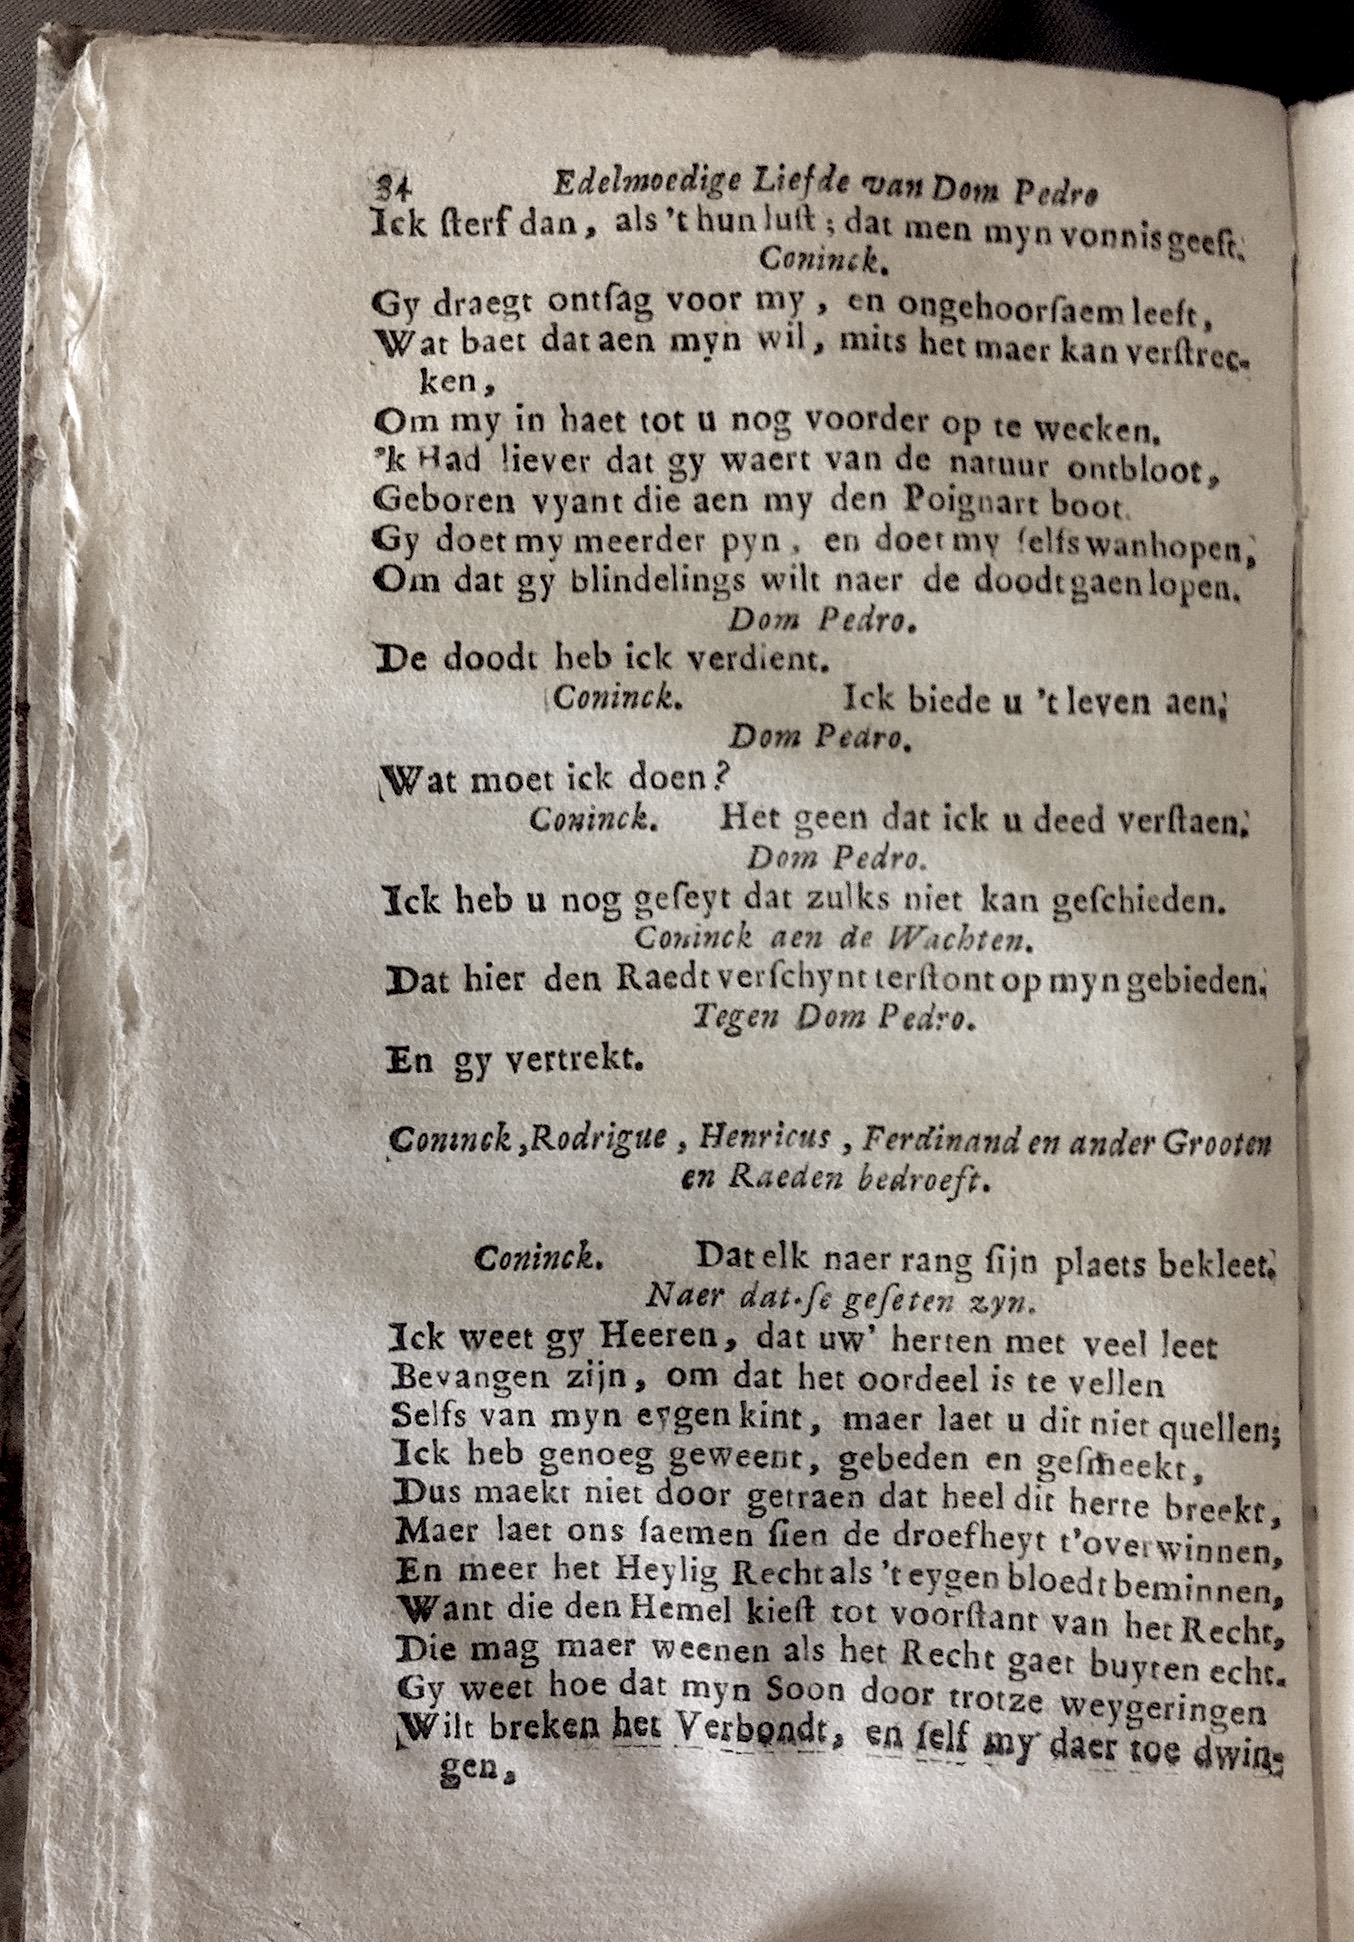 34 Edelmoedige Liefde van Dom Pedro
Ick ſterf dan, als 't hun luſt; dat men myn vonnis geeft.
Coninck.
Gy draegt ontſag voor my, en ongehoorſaem leeft,
Wat baet dat aen myn wil, mits het maer kan verſtrec-
ken,
Om my in haet tot u nog voorder op te wecken.
'k Had liever dat gy waert van de natuur ontbloot,
Geboren vyant die aen my den Poignart boot.
Gy doet my meerder pyn, en doet my ſelfs wanhopen,
Om dat gy blindelings wilt naer de doodt gaen lopen.
Dom Pedro.
De doodt heb ick verdient.
Coninck. Ick biede u 't leven aen;
Dom Pedro.
Wat moet ick doen?
Coninck. Het geen dat ick u deed verſtaen.
Dom Pedro.
Ick heb u nog geſeyt dat zulks niet kan geſchieden.
Coninck aen de Wachten.
Dat hier den Raedt verſchynt terſtont op myn gebieden.
Tegen Dom Pedro.
En gy vertrekt.
Coninck, Rodrigue, Henricus, Ferdinand en ander Grooten
en Raeden bedroeft.
Coninck. Dat elk naer rang ſijn plaets bekleet.
Naer dat-ſe geſeten zyn.
Ick weet gy Heeren, dat uw' herten met veel leet
Bevangen zijn, om dat het oordeel is te vellen
Selfs van myn eygen kint, maer laet u dit niet quellen;
Ick heb genoeg geweent, gebeden en geſmeekt,
Dus maekt niet door getraen dat heel dit herte breekt,
Maer laet ons ſaemen ſien de droefheyt t'overwinnen,
En meer het Heylig Recht als 't eygen bloedt beminnen,
Want die den Hemel kieſt tot voorſtant van het Recht,
Die mag maer weenen als het Recht gaet buyten echt.
Gy weet hoe dat myn Soon door trotze weygeringen
Wilt breken het Verbondt, en ſelf my daer toe dwin-
gen,